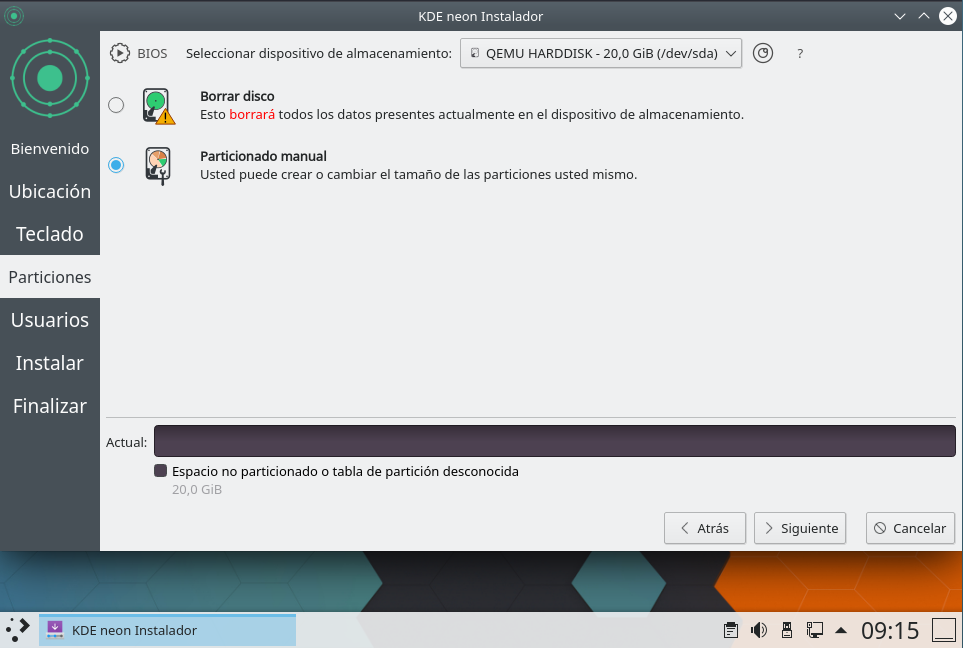 KDE neon Instalador
BIOS Seleccionar dispositivo de almacenamiento: QEMU HARDDISK - 20,0 GiB (/dev/sda) ?
Bienvenido
Ubicación
Teclado
Particiones
Usuarios
Instalar
Finalizar
Borrar disco
Esto borrará todos los datos presentes actualmente en el dispositivo de almacenamiento.
Particionado manual
Usted puede crear o cambiar el tamaño de las particiones usted mismo.
Actual:
Espacio no particionado o tabla de partición desconocida
20,0 GiB
Atrás Siguiente Cancelar
KDE neon Instalador 09:15